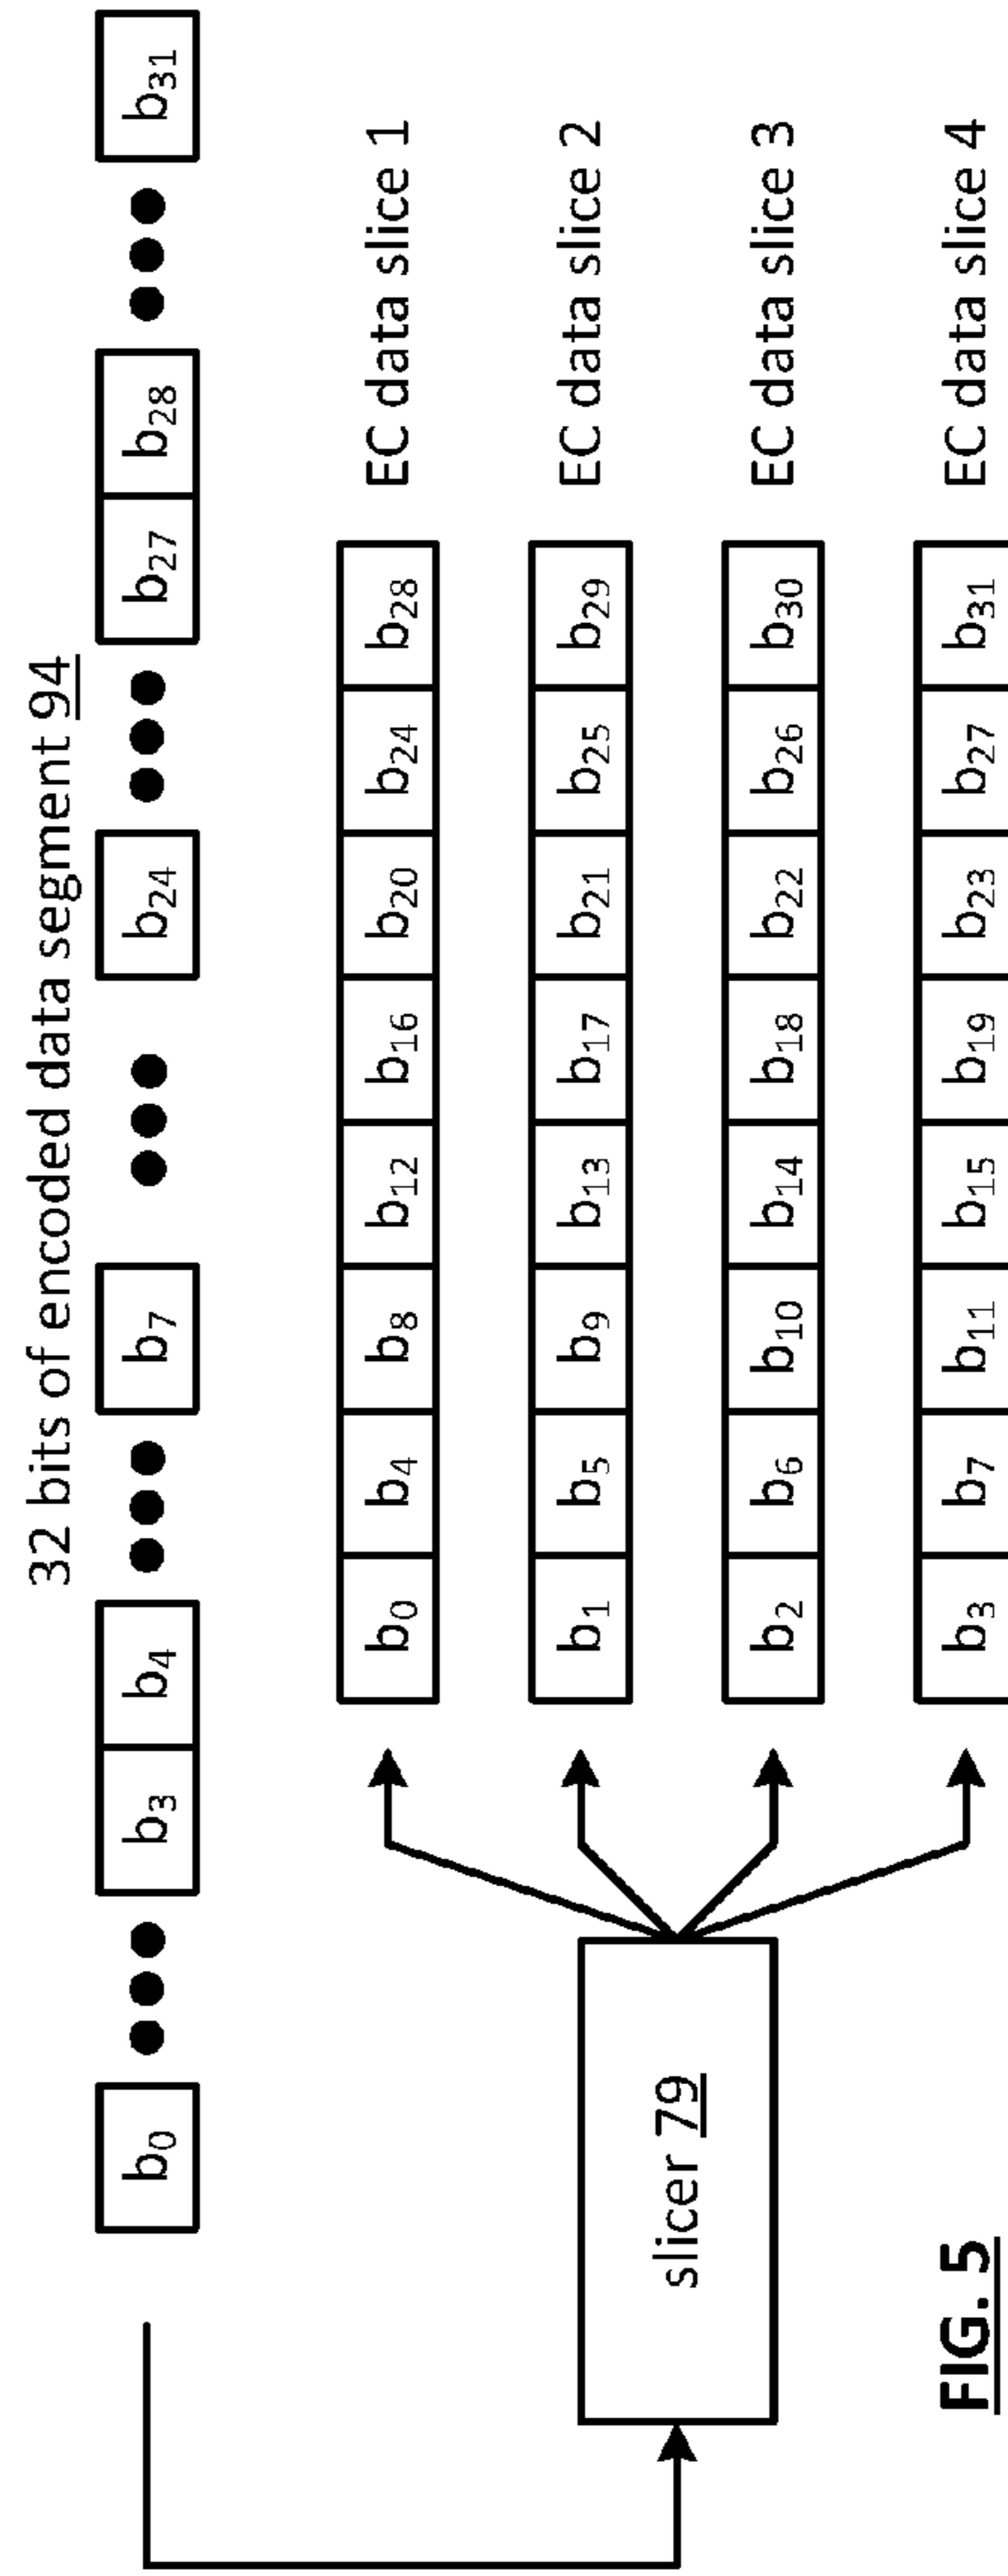 32 bits of encoded data segment 94
b0 ••• b3 b4 ••• b7 ••• b24 ••• b27 b28 ••• b31
b0 b4 b8 b12 b16 b20 b24 b28 EC data slice 1
b1 b5 b9 b13 b17 b21 b25 b29 EC data slice 2
slicer 79
b2 b6 b10 b14 b18 b22 b26 b30 EC data slice 3
b3 b7 b11 b15 b19 b23 b27 b31 EC data slice 4
FIG. 5